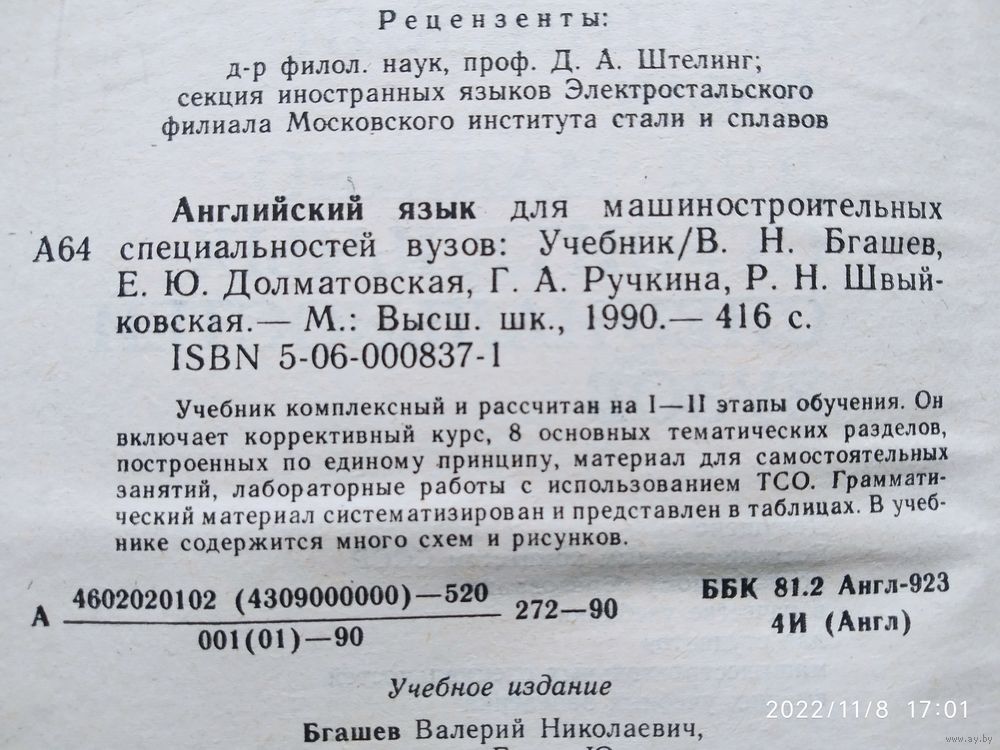 Рецензенты:
д-р филол. наук, проф. Д. А. Штелинг;
секция иностранных языков Электростальского
филиала Московского института стали и сплавов
Английский язык для машиностроительных
А64 специальностей вузов: Учебник/В. Н. Бгашев,
Е. Ю. Долматовская, Г. А. Ручкина, Р. Н. Швый-
ковская.— М.: Высш. шк., 1990.— 416 с.
ISBN 5-06-000837-1
Учебник комплексный и рассчитан на I—II этапы обучения. Он
включает коррективный курс, 8 основных тематических разделов,
построенных по единому принципу, материал для самостоятельных
занятий, лабораторные работы с использованием ТСО. Граммати-
ческий материал систематизирован и представлен в таблицах. В учеб-
нике содержится много схем и рисунков.
А 4602020102 (4309000000)—520
001(01)—90
272—90
ББК 81.2 Англ-923
4И (Англ)
Учебное издание
Бгашев Валерий Николаевич,
2022/11/8 17:01
www.ay.by